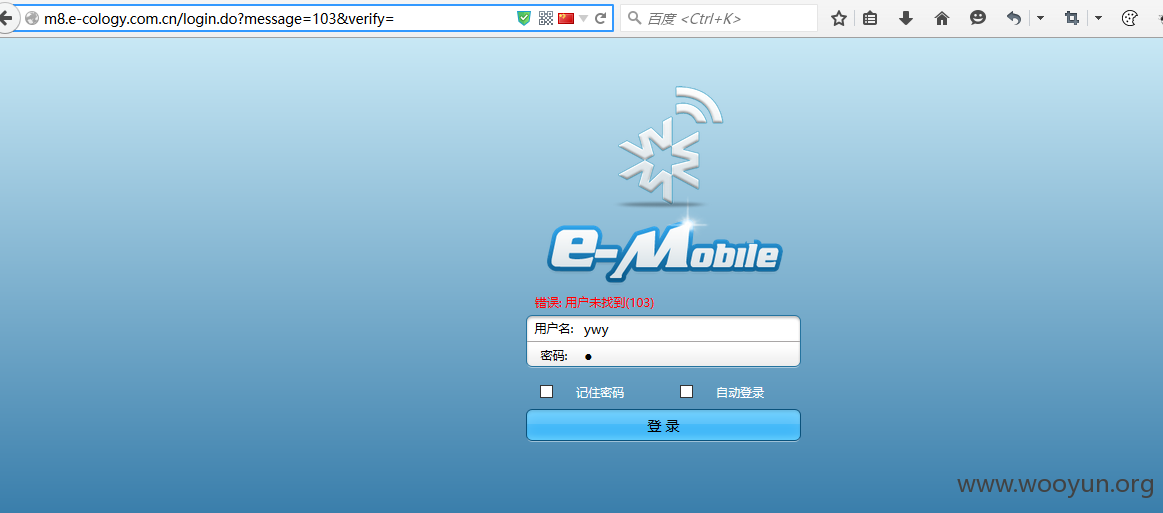 m8.e-cology.com.cn/login.do?message=103&verify=
百度 <Ctrl+K>
e-Mobile
错误: 用户未找到(103)
用户名: ywy
密码: ●
记住密码 自动登录
登 录
www.wooyun.org